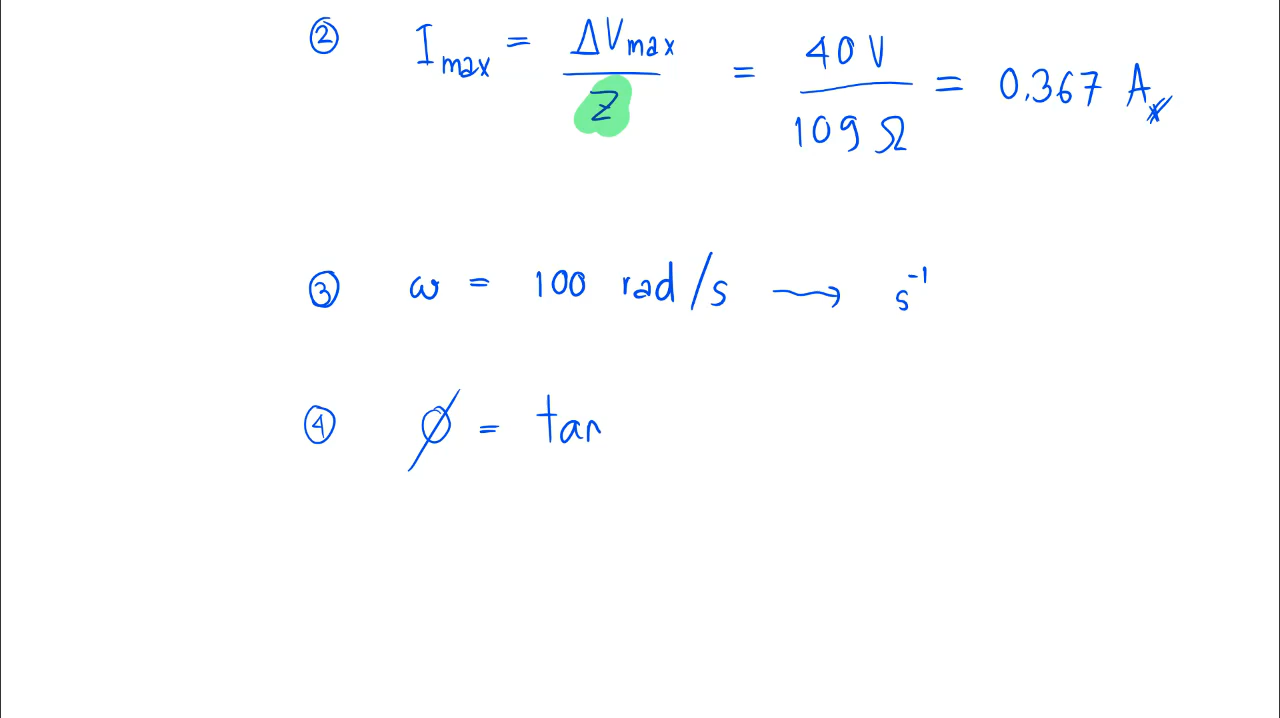 ② I_max = ΔV_max / Z = 40 V / 109 Ω = 0.367 A
③ ω = 100 rad/s → s⁻¹
④ φ = tan